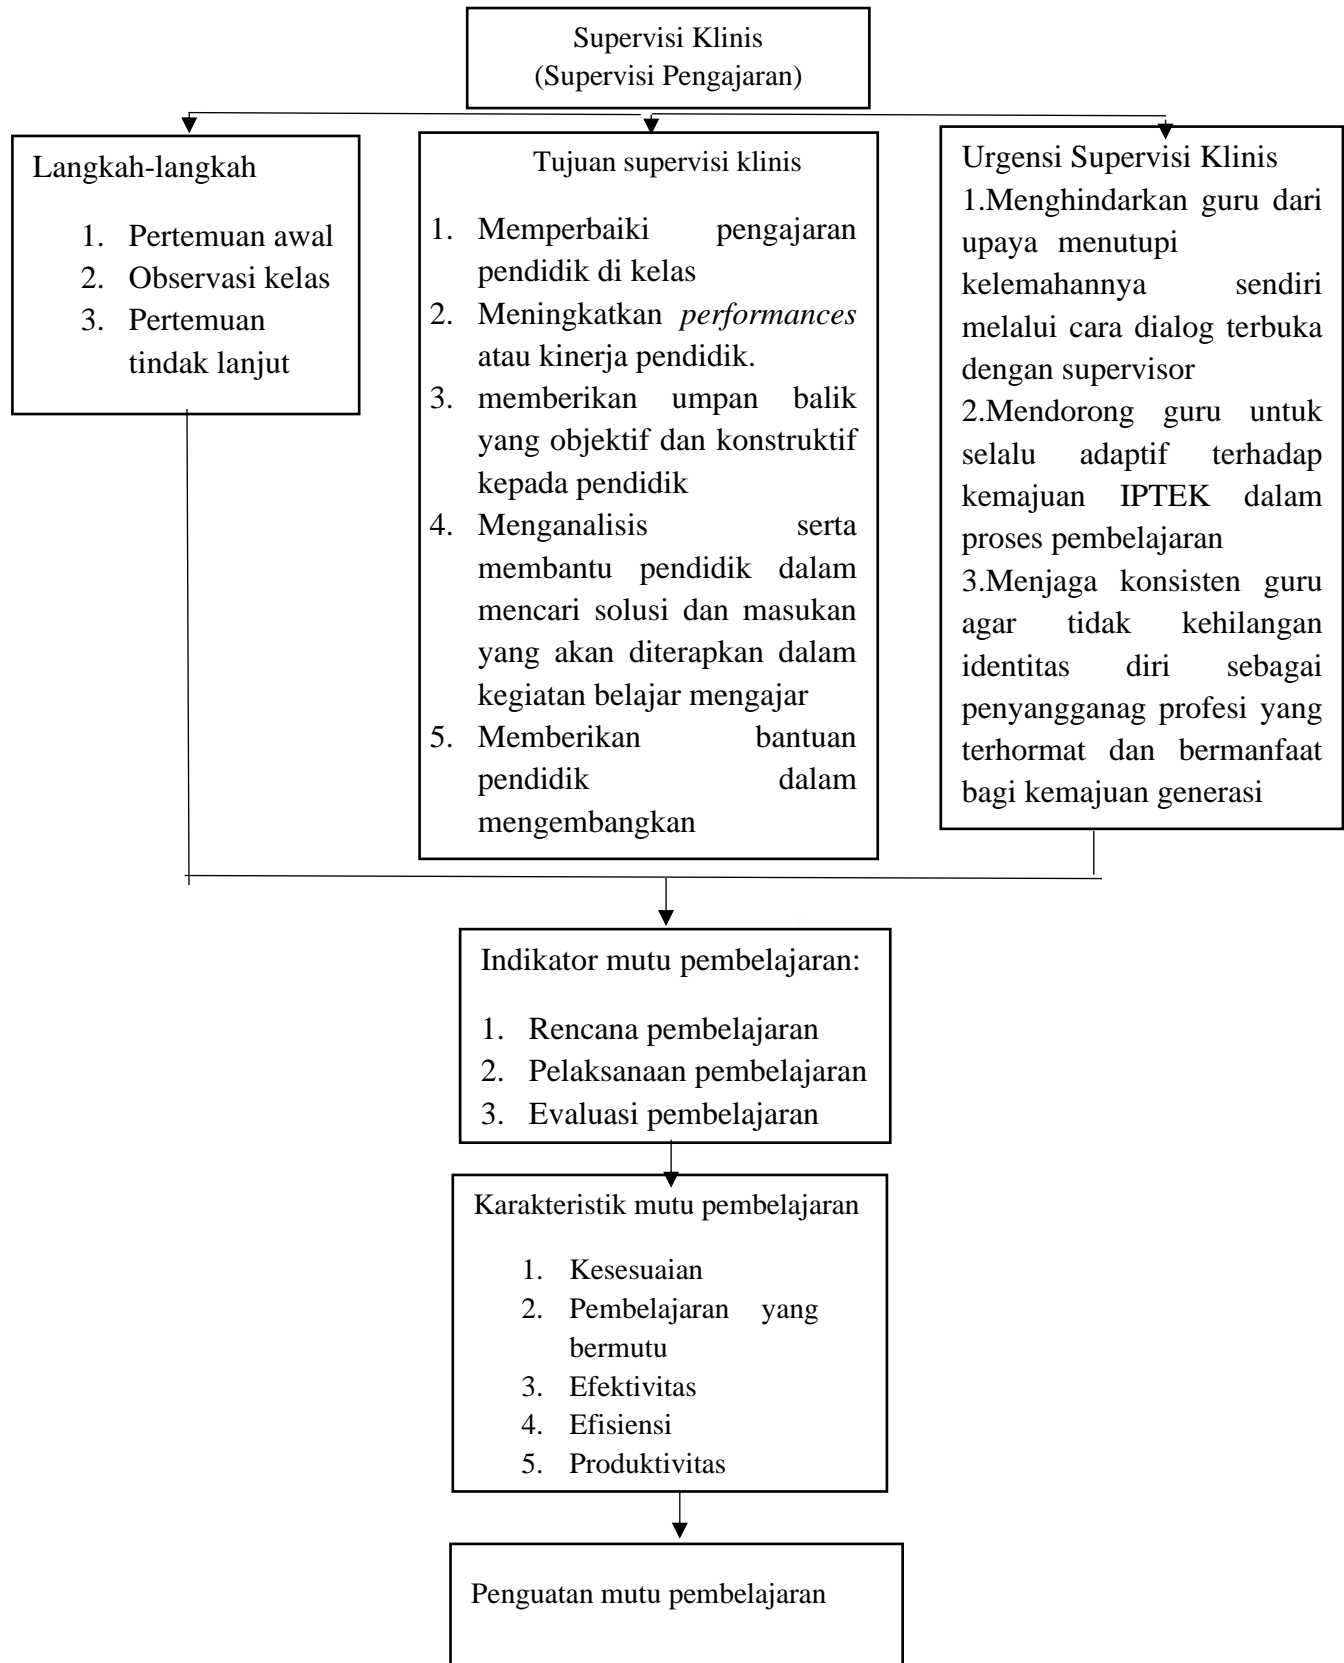 Supervisi Klinis
(Supervisi Pengajaran)
Langkah-langkah
1. Pertemuan awal
2. Observasi kelas
3. Pertemuan
tindak lanjut
Tujuan supervisi klinis
1. Memperbaiki pengajaran
pendidik di kelas
2. Meningkatkan performances
atau kinerja pendidik.
3. memberikan umpan balik
yang objektif dan konstruktif
kepada pendidik
4. Menganalisis serta
membantu pendidik dalam
mencari solusi dan masukan
yang akan diterapkan dalam
kegiatan belajar mengajar
5. Memberikan bantuan
pendidik dalam
mengembangkan
Urgensi Supervisi Klinis
1.Menghindarkan guru dari
upaya menutupi
kelemahannya sendiri
melalui cara dialog terbuka
dengan supervisor
2.Mendorong guru untuk
selalu adaptif terhadap
kemajuan IPTEK dalam
proses pembelajaran
3.Menjaga konsisten guru
agar tidak kehilangan
identitas diri sebagai
penyangganag profesi yang
terhormat dan bermanfaat
bagi kemajuan generasi
Indikator mutu pembelajaran:
1. Rencana pembelajaran
2. Pelaksanaan pembelajaran
3. Evaluasi pembelajaran
Karakteristik mutu pembelajaran
1. Kesesuaian
2. Pembelajaran yang
bermutu
3. Efektivitas
4. Efisiensi
5. Produktivitas
Penguatan mutu pembelajaran